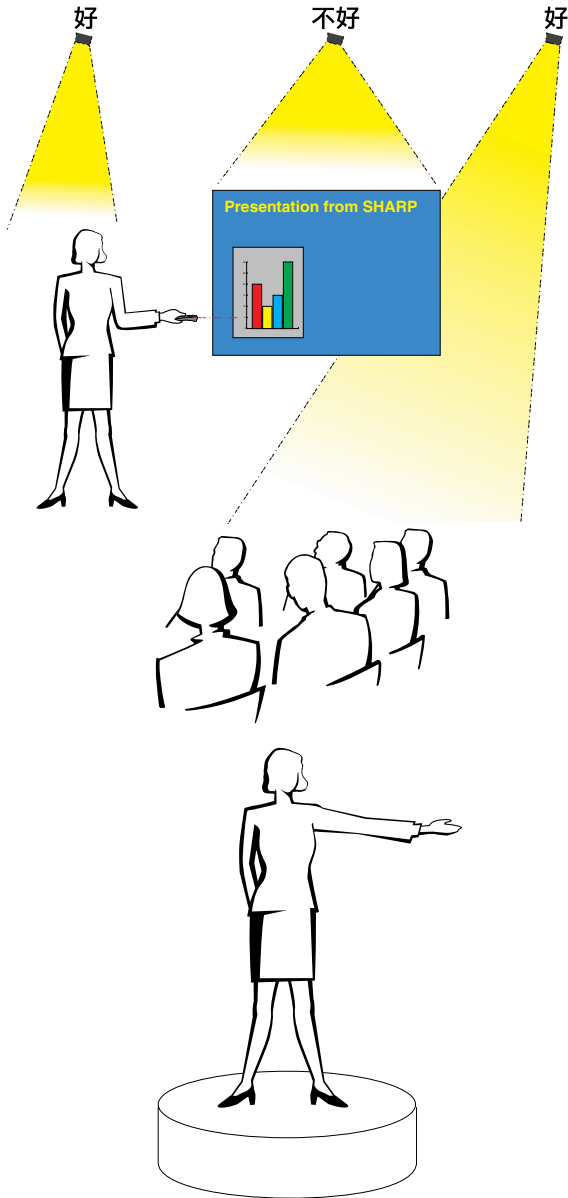 好 不好 好
Presentation from SHARP